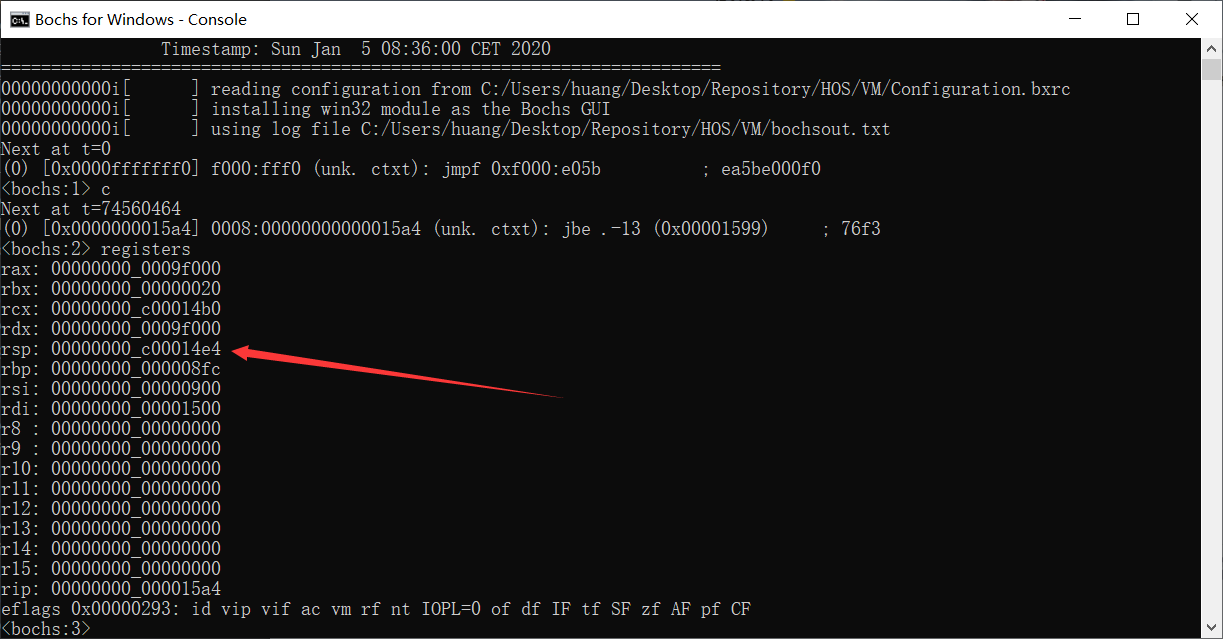 Bochs for Windows - Console
Timestamp: Sun Jan  5 08:36:00 CET 2020
========================================================================
00000000000i[      ] reading configuration from C:/Users/huang/Desktop/Repository/HOS/VM/Configuration.bxrc
00000000000i[      ] installing win32 module as the Bochs GUI
00000000000i[      ] using log file C:/Users/huang/Desktop/Repository/HOS/VM/bochsout.txt
Next at t=0
(0) [0x0000fffffff0] f000:fff0 (unk. ctxt): jmpf 0xf000:e05b          ; ea5be000f0
<bochs:1> c
Next at t=74560464
(0) [0x0000000015a4] 0008:00000000000015a4 (unk. ctxt): jbe .-13 (0x00001599)     ; 76f3
<bochs:2> registers
rax: 00000000_0009f000
rbx: 00000000_00000020
rcx: 00000000_c00014b0
rdx: 00000000_0009f000
rsp: 00000000_c00014e4
rbp: 00000000_000008fc
rsi: 00000000_00000900
rdi: 00000000_00001500
r8 : 00000000_00000000
r9 : 00000000_00000000
r10: 00000000_00000000
r11: 00000000_00000000
r12: 00000000_00000000
r13: 00000000_00000000
r14: 00000000_00000000
r15: 00000000_00000000
rip: 00000000_000015a4
eflags 0x00000293: id vip vif ac vm rf nt IOPL=0 of df IF tf SF zf AF pf CF
<bochs:3>